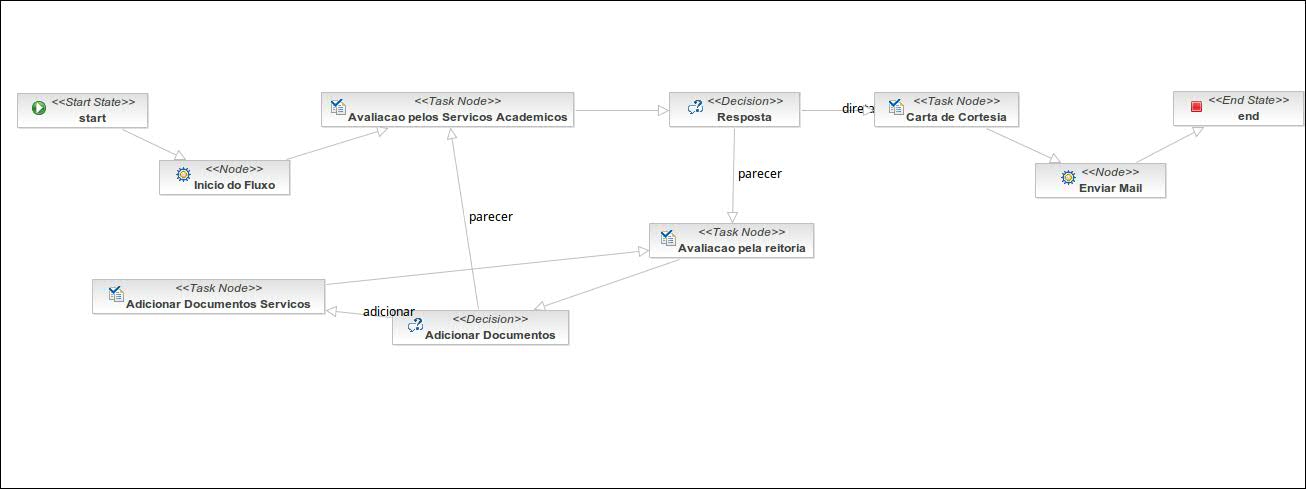 <<Start State>>
start
<<Node>>
Inicio do Fluxo
<<Task Node>>
Avaliacao pelos Servicos Academicos
<<Decision>>
Resposta
<<Task Node>>
Carta de Cortesia
<<Node>>
Enviar Mail
<<End State>>
end
parecer
<<Task Node>>
Avaliacao pela reitoria
parecer
<<Task Node>>
Adicionar Documentos Servicos
adicionar
<<Decision>>
Adicionar Documentos